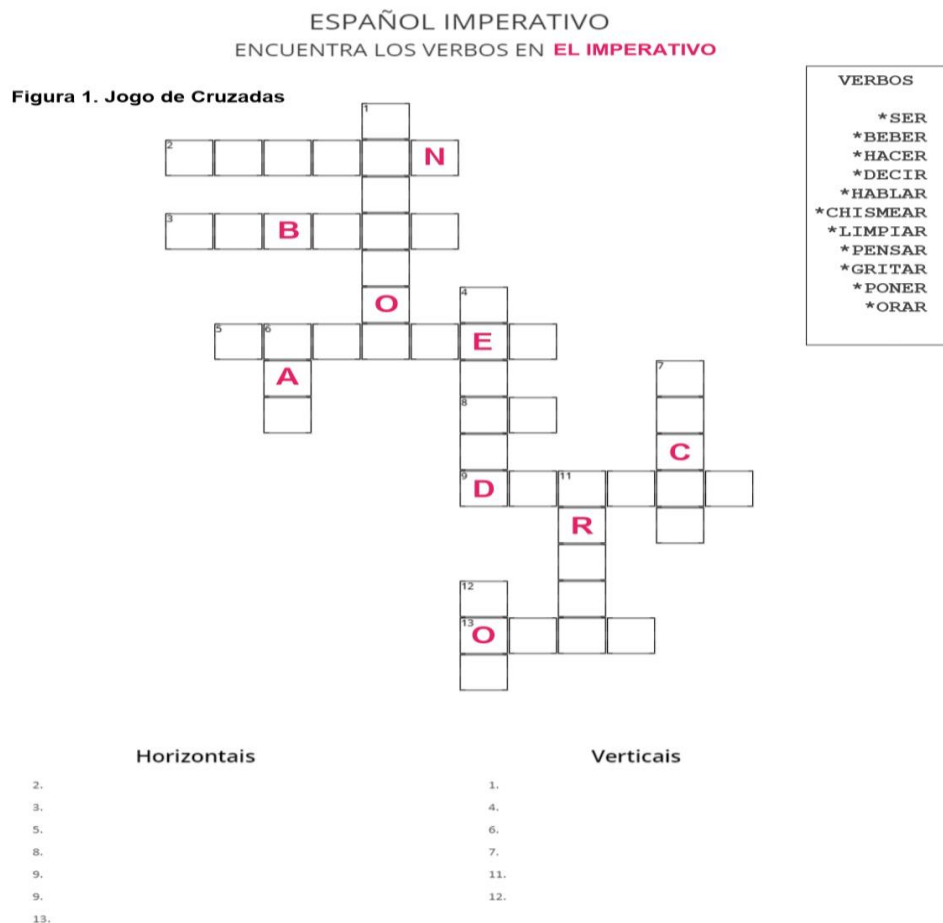 ESPAÑOL IMPERATIVO
ENCUENTRA LOS VERBOS EN EL IMPERATIVO
Figura 1. Jogo de Cruzadas
VERBOS
*SER
*BEBER
*HACER
*DECIR
*HABLAR
*CHISMEAR
*LIMPIAR
*PENSAR
*GRITAR
*PONER
*ORAR
1
2 N
3 B
O
4
5 6 E
A
7
8
C
9 D 11
R
12
13 O
Horizontais
2.
3.
5.
8.
9.
9.
13.
Verticais
1.
4.
6.
7.
11.
12.